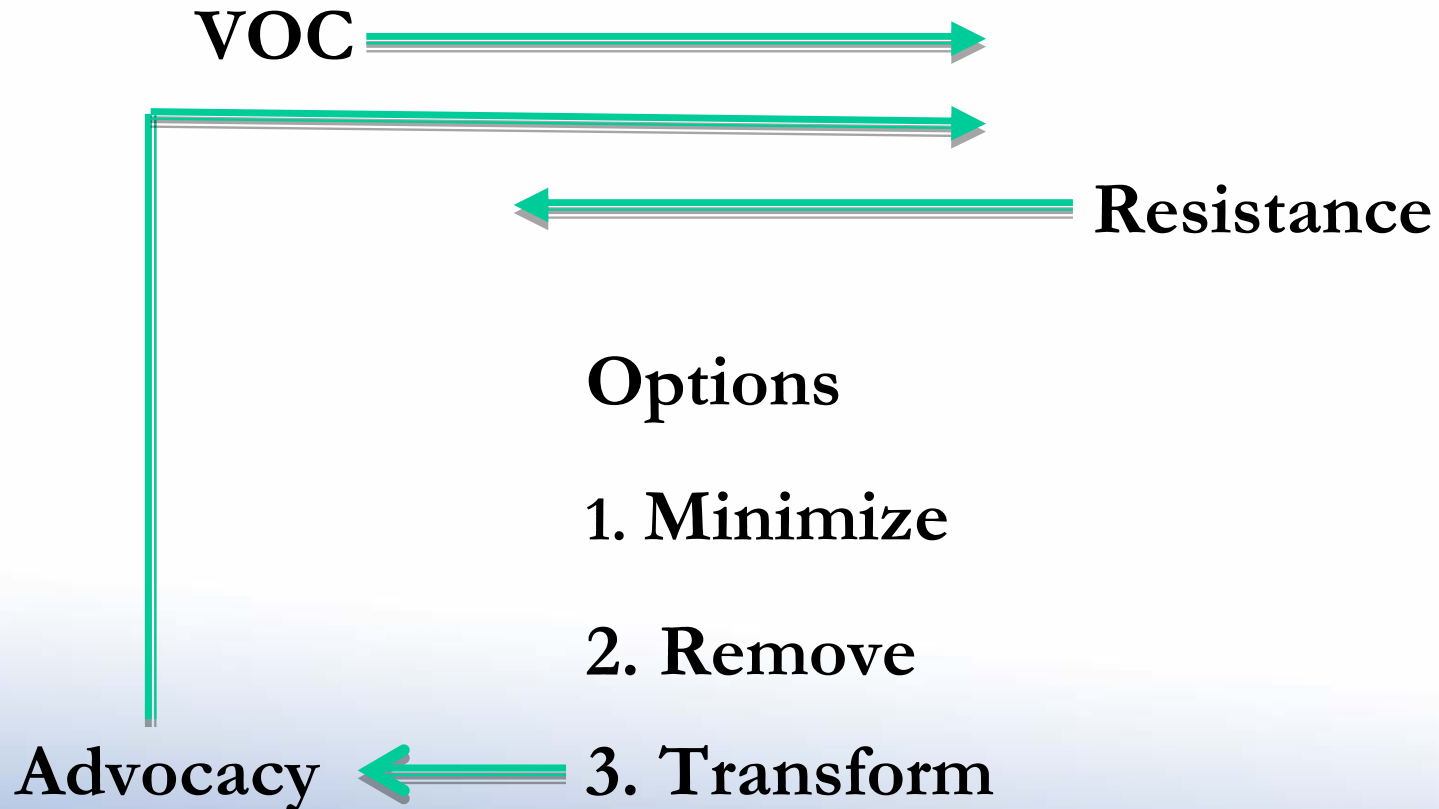 VOC
Resistance
Options
1. Minimize
2. Remove
Advocacy
3. Transform